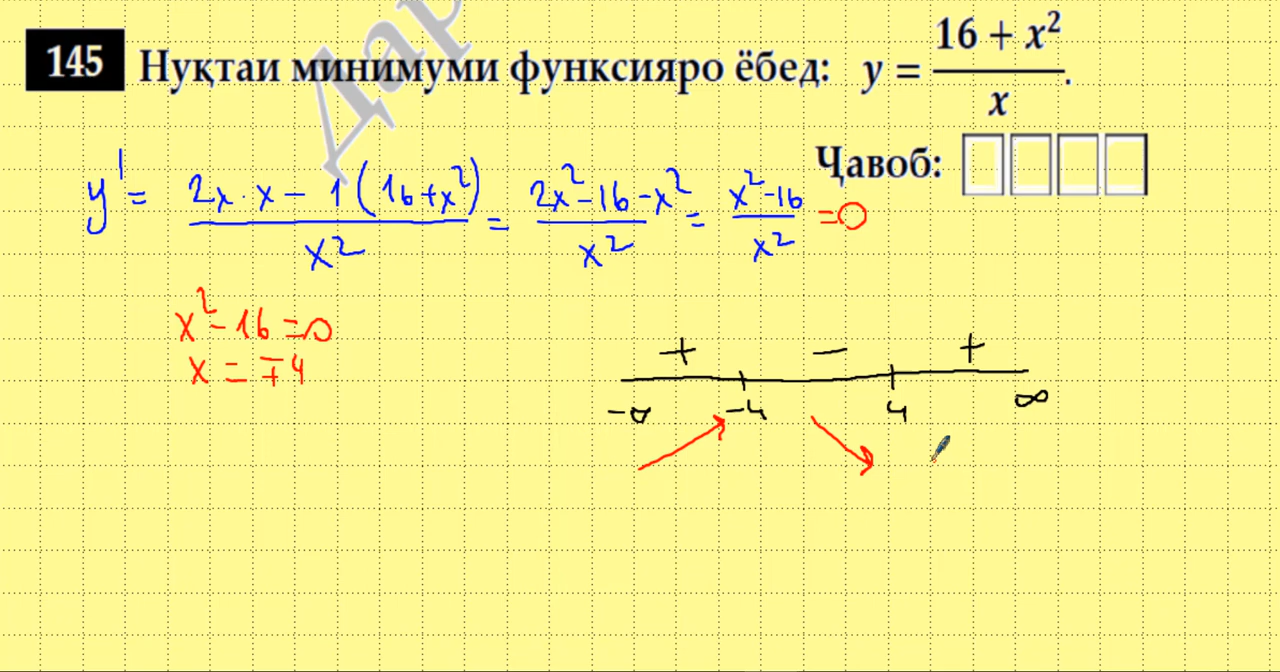 145 Нуқтаи минимуми функсияро ёбед: y = (16 + x²)/x.
Ҷавоб:
Дар
y' = (2x · x − 1(16+x²))/x² = (2x²−16−x²)/x² = (x²−16)/x² = 0
x²−16=0
x = ∓4
+ − +
−∞ −4 4 ∞